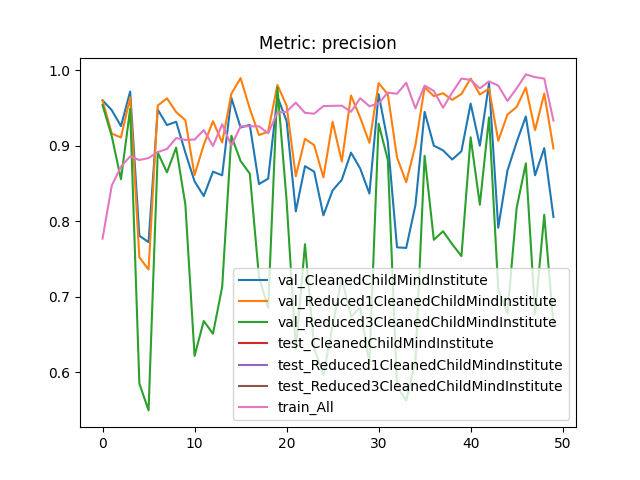 Metric: precision
1.0
0.9
0.8
0.7
0.6
val_CleanedChildMindInstitute
val_Reduced1CleanedChildMindInstitute
val_Reduced3CleanedChildMindInstitute
test_CleanedChildMindInstitute
test_Reduced1CleanedChildMindInstitute
test_Reduced3CleanedChildMindInstitute
train_All
0 10 20 30 40 50